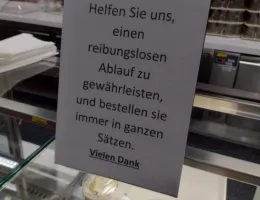 Helfen Sie uns,
einen
reibungslosen
Ablauf zu
gewährleisten,
und bestellen sie
immer in ganzen
Sätzen.
Vielen Dank